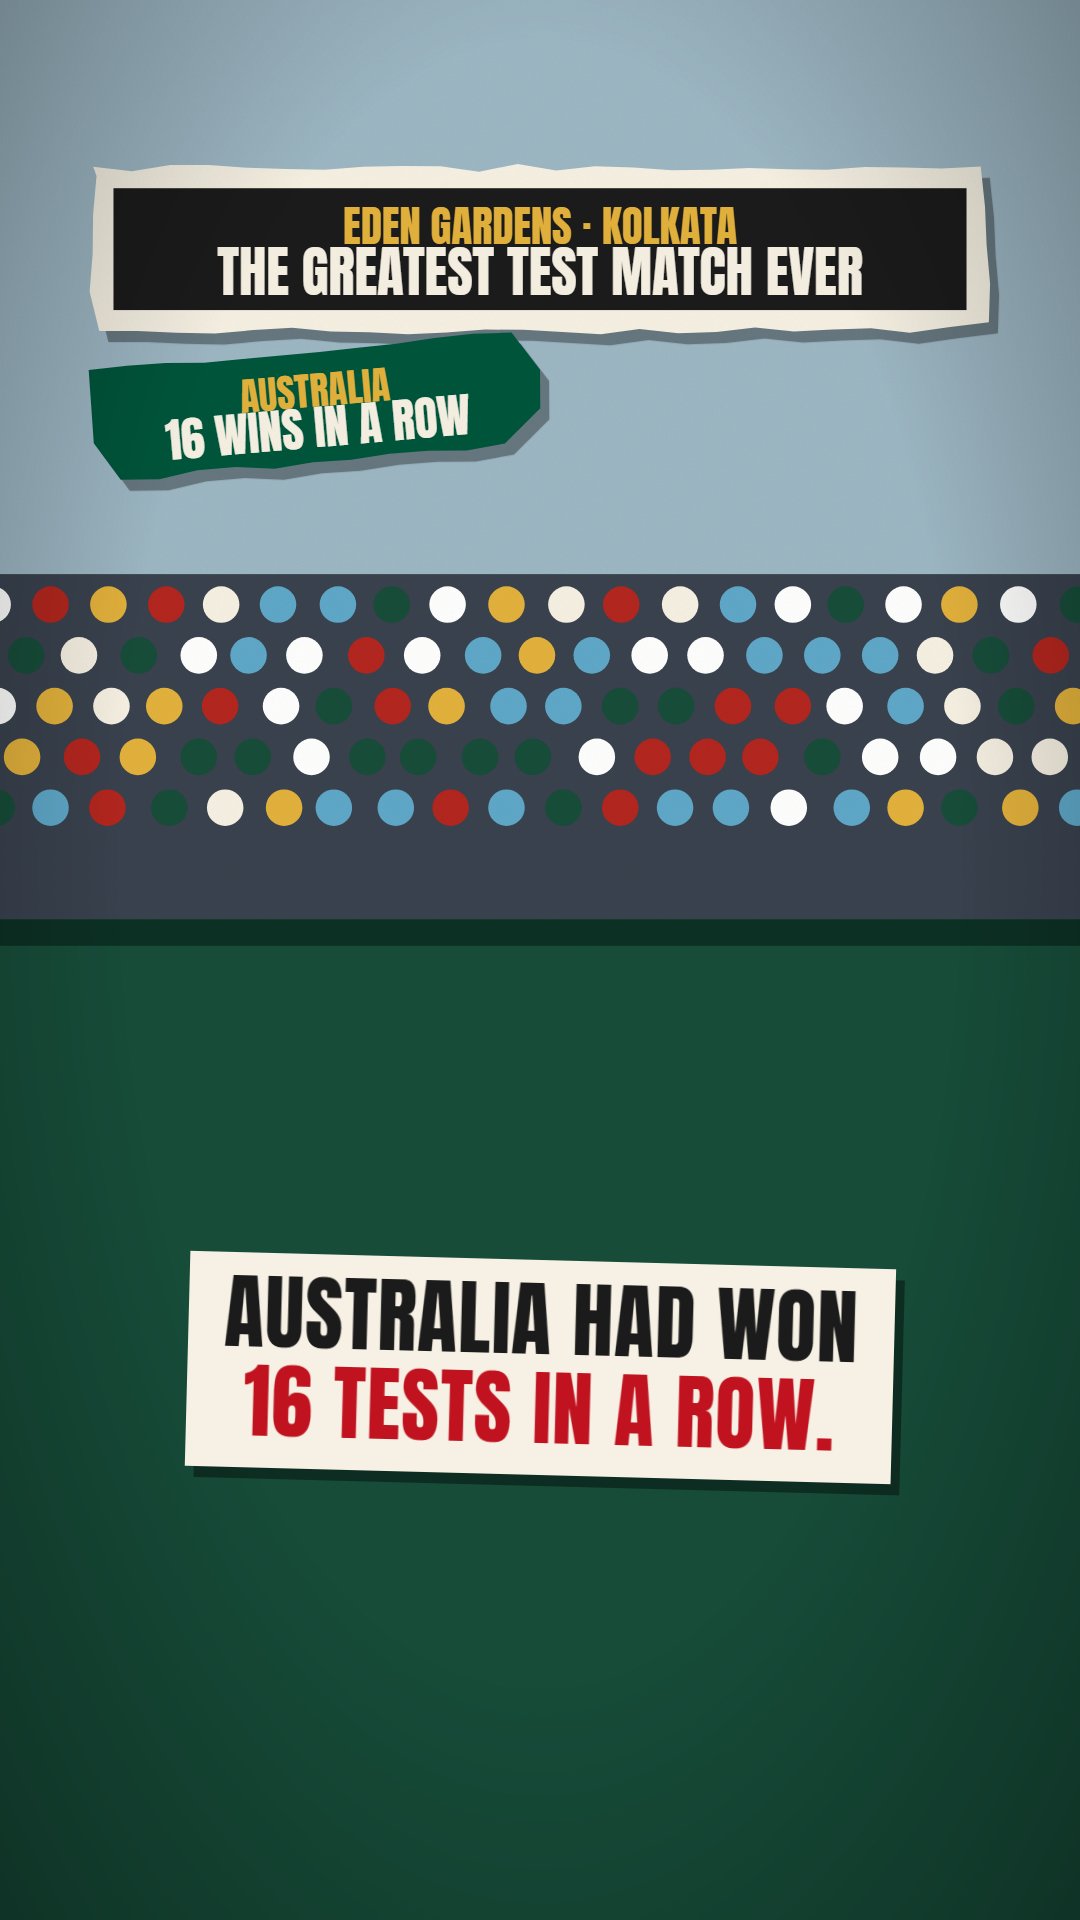 EDEN GARDENS · KOLKATA
THE GREATEST TEST MATCH EVER
AUSTRALIA
16 WINS IN A ROW
AUSTRALIA HAD WON
16 TESTS IN A ROW.